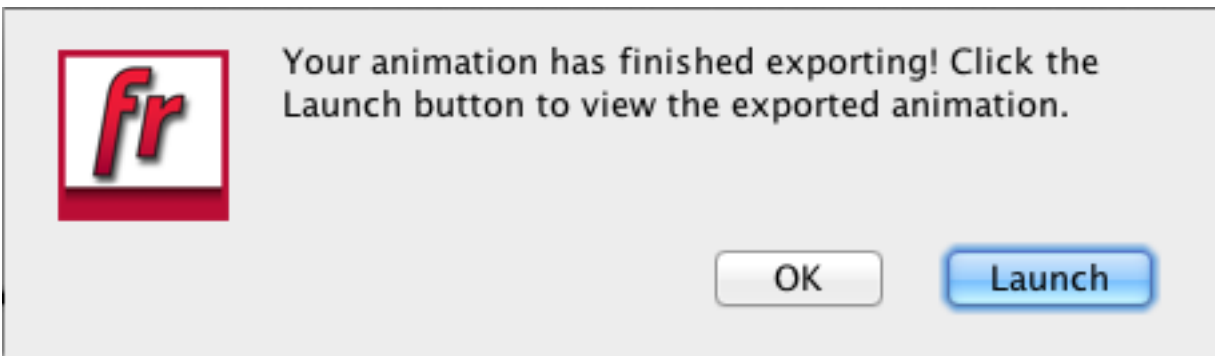 fr
Your animation has finished exporting! Click the
Launch button to view the exported animation.
OK
Launch